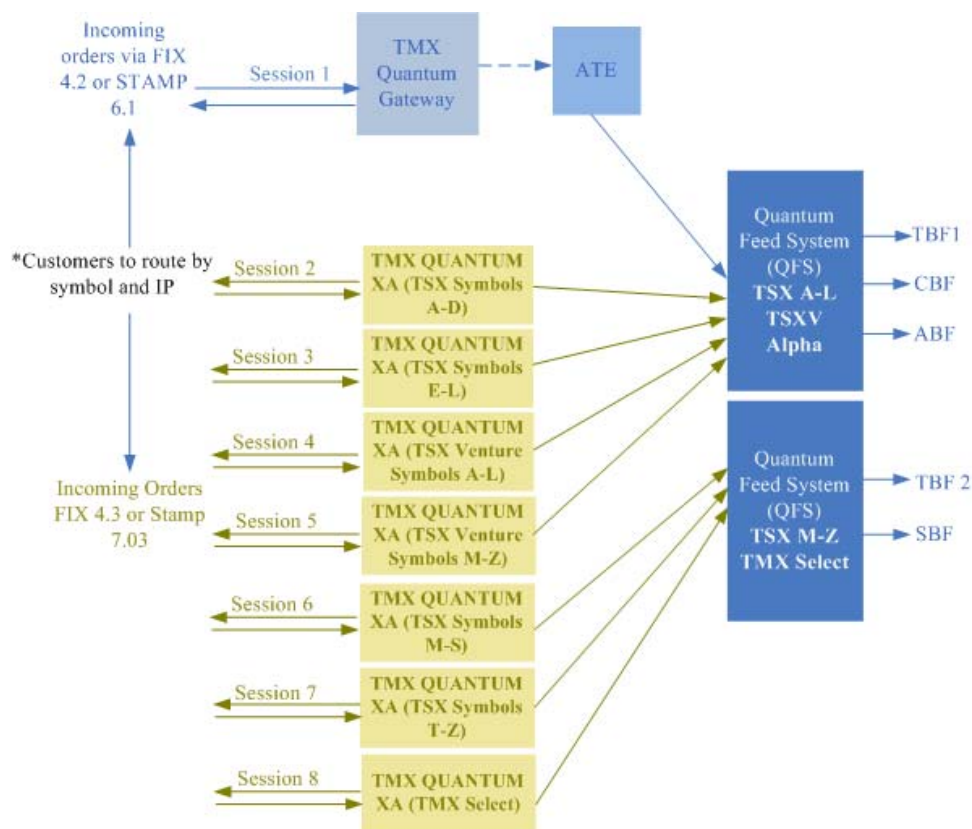 Incoming
orders via FIX
4.2 or STAMP
6.1
Session 1
TMX
Quantum
Gateway
ATE
*Customers to route by
symbol and IP
Incoming Orders
FIX 4.3 or Stamp
7.03
Session 2
TMX QUANTUM
XA (TSX Symbols
A-D)
Session 3
TMX QUANTUM
XA (TSX Symbols
E-L)
Session 4
TMX QUANTUM
XA (TSX Venture
Symbols A-L)
Session 5
TMX QUANTUM
XA (TSX Venture
Symbols M-Z)
Session 6
TMX QUANTUM
XA (TSX Symbols
M-S)
Session 7
TMX QUANTUM
XA (TSX Symbols
T-Z)
Session 8
TMX QUANTUM
XA (TMX Select)
Quantum
Feed System
(QFS)
TSX A-L
TSXV
Alpha
TBF1
CBF
ABF
Quantum
Feed System
(QFS)
TSX M-Z
TMX Select
TBF 2
SBF